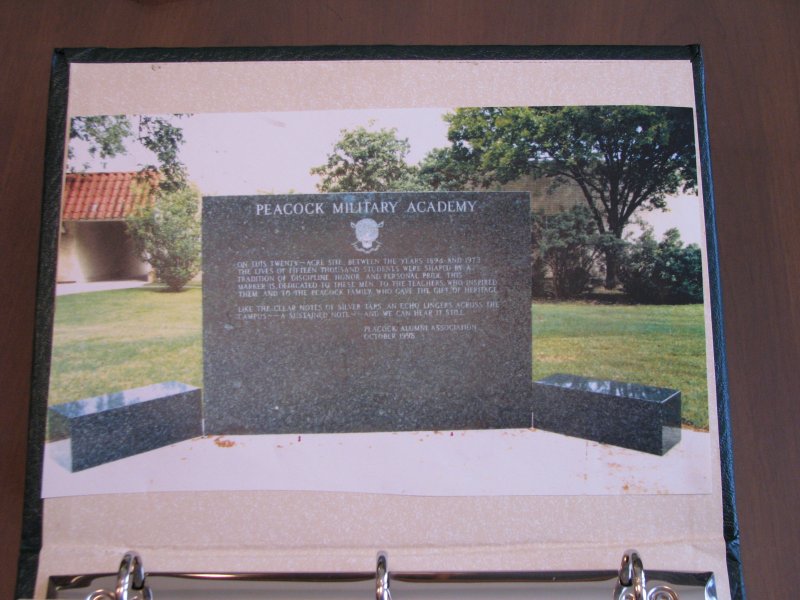 PEACOCK MILITARY ACADEMY
ON THIS TWENTY-ACRE SITE BETWEEN THE YEARS 1894 AND 1973
THE LIVES OF FIFTEEN THOUSAND STUDENTS WERE SHAPED BY A
TRADITION OF DISCIPLINE HONOR AND PERSONAL PRIDE. THIS
MARKER IS DEDICATED TO THESE MEN, TO THE TEACHERS WHO INSPIRED
THEM AND TO THE PEACOCK FAMILY, WHO GAVE THE GIFT OF HERITAGE
LIKE THE CLEAR NOTES OF SILVER TAPS AN ECHO LINGERS ACROSS THE
CAMPUS--A SUSTAINED NOTE-- AND WE CAN HEAR IT STILL.
PEACOCK ALUMNI ASSOCIATION
OCTOBER 1998